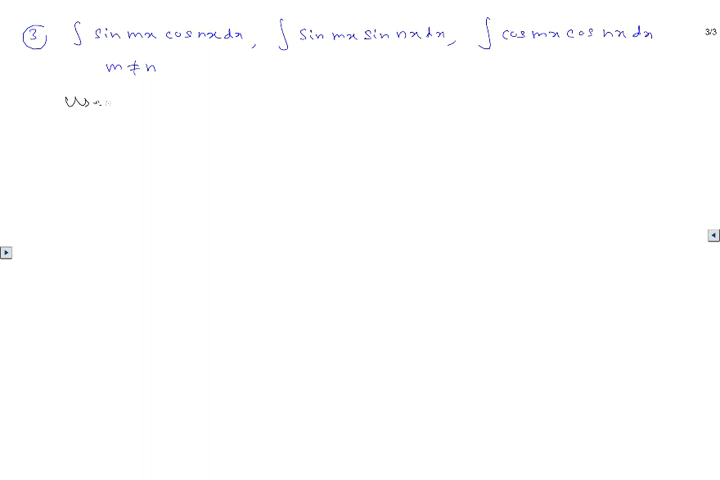 ③ ∫ sin mx cos nx dx, ∫ sin mx sin nx dx, ∫ cos mx cos nx dx
3/3
m ≠ n